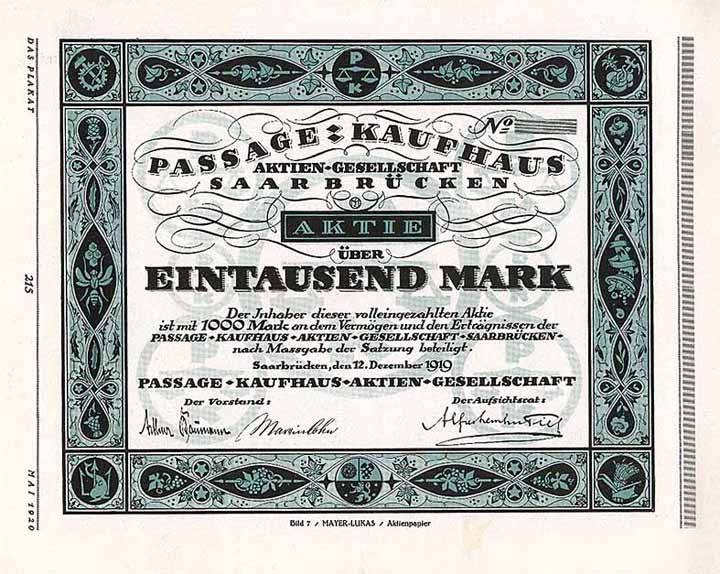 DAS PLAKAT
215
MAI 1920
P
K
No
PASSAGE KAUFHAUS
AKTIEN-GESELLSCHAFT
SAARBRÜCKEN
AKTIE
ÜBER
EINTAUSEND MARK
Der Inhaber dieser volleingezahlten Aktie
ist mit 1000 Mark an dem Vermögen und den Erträgnissen der
PASSAGE-KAUFHAUS-AKTIEN-GESELLSCHAFT-SAARBRÜCKEN-
nach Massgabe der Satzung beteiligt.
Saarbrücken, den 12. Dezember 1919
PASSAGE-KAUFHAUS-AKTIEN-GESELLSCHAFT
Der Vorstand: Der Aufsichtsrat:
Bild 7 / MAYER-LUKAS / Aktienpapier